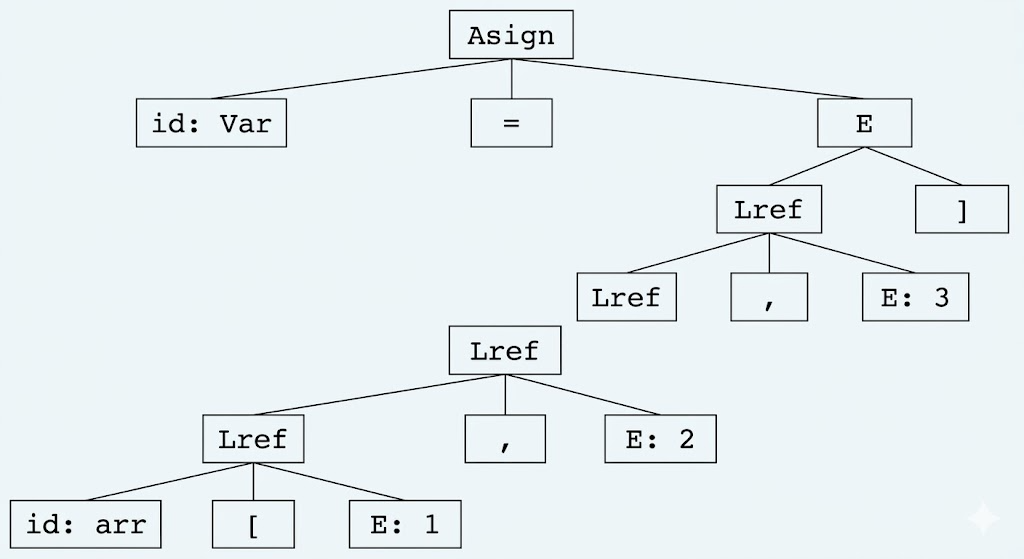 Asign
id: Var = E
Lref ]
Lref , E: 3
Lref
Lref , E: 2
id: arr [ E: 1